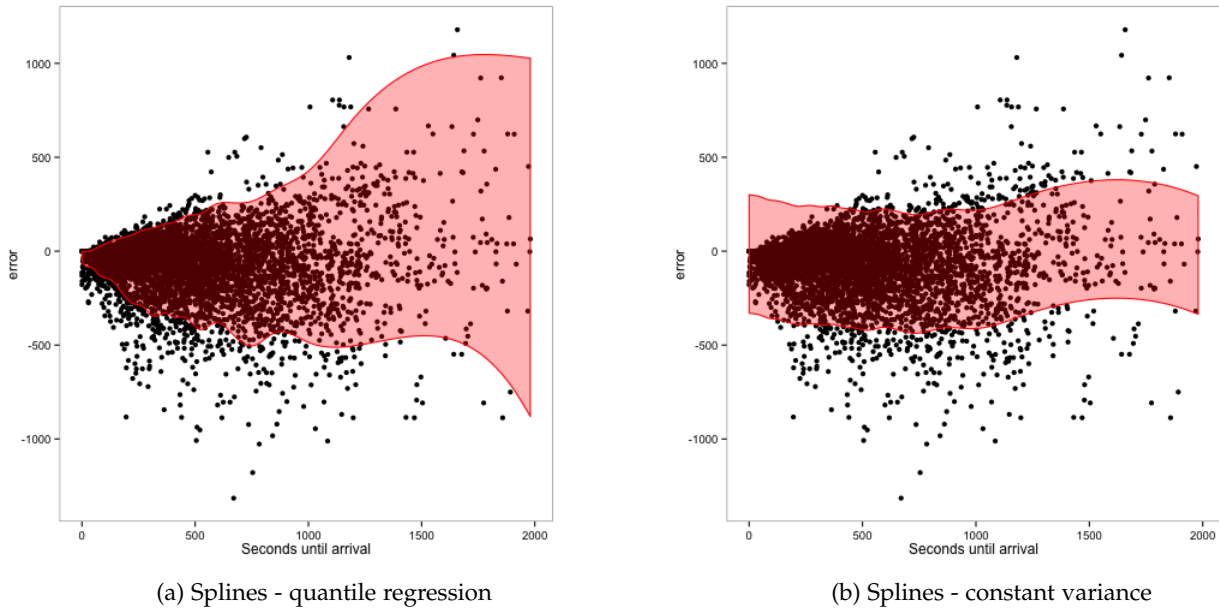 1000
500
0
-500
-1000
error
0 500 1000 1500 2000
Seconds until arrival
(a) Splines - quantile regression
1000
500
0
-500
-1000
error
0 500 1000 1500 2000
Seconds until arrival
(b) Splines - constant variance